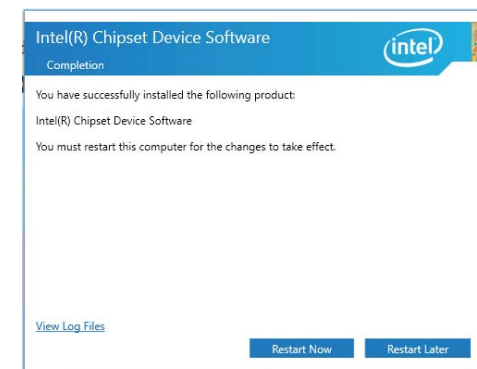 Intel(R) Chipset Device Software
intel
Completion
You have successfully installed the following product:
Intel(R) Chipset Device Software
You must restart this computer for the changes to take effect.
View Log Files
Restart Now
Restart Later